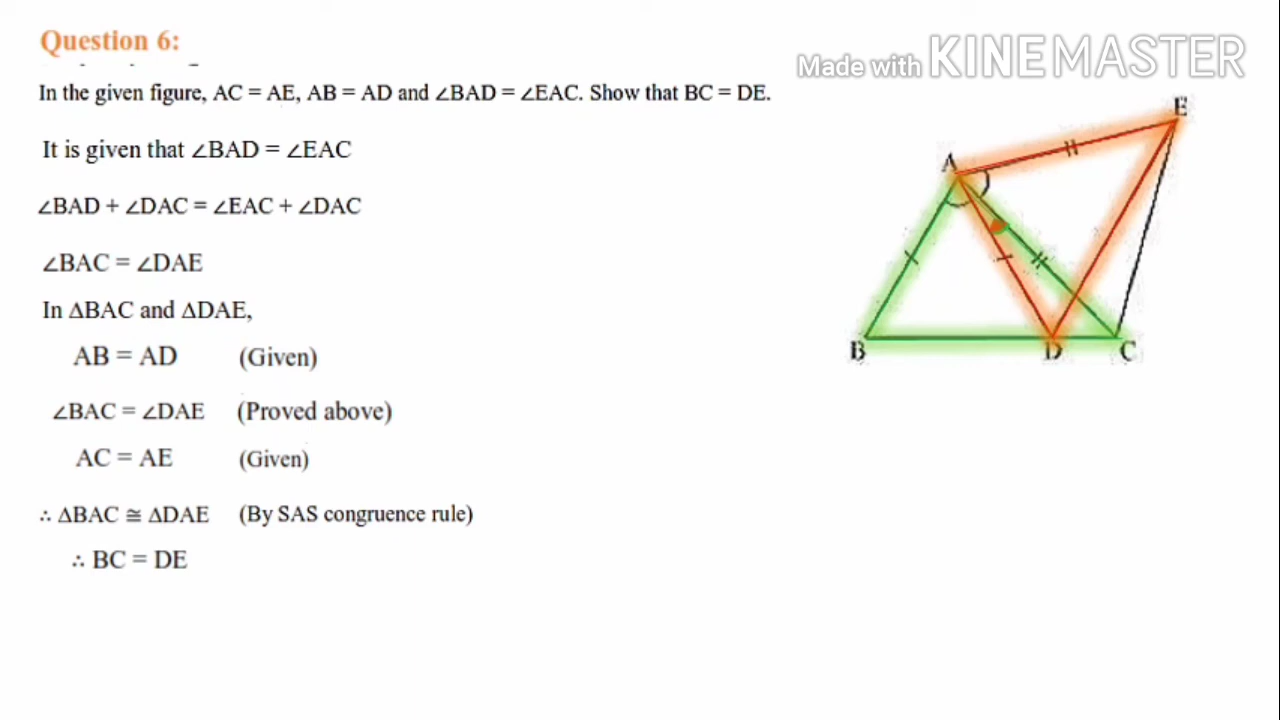 Question 6:
Made with KINEMASTER
In the given figure, AC = AE, AB = AD and ∠BAD = ∠EAC. Show that BC = DE.
It is given that ∠BAD = ∠EAC
∠BAD + ∠DAC = ∠EAC + ∠DAC
∠BAC = ∠DAE
In ΔBAC and ΔDAE,
AB = AD (Given)
∠BAC = ∠DAE (Proved above)
AC = AE (Given)
∴ ΔBAC ≅ ΔDAE (By SAS congruence rule)
∴ BC = DE
E
A
B
D
C